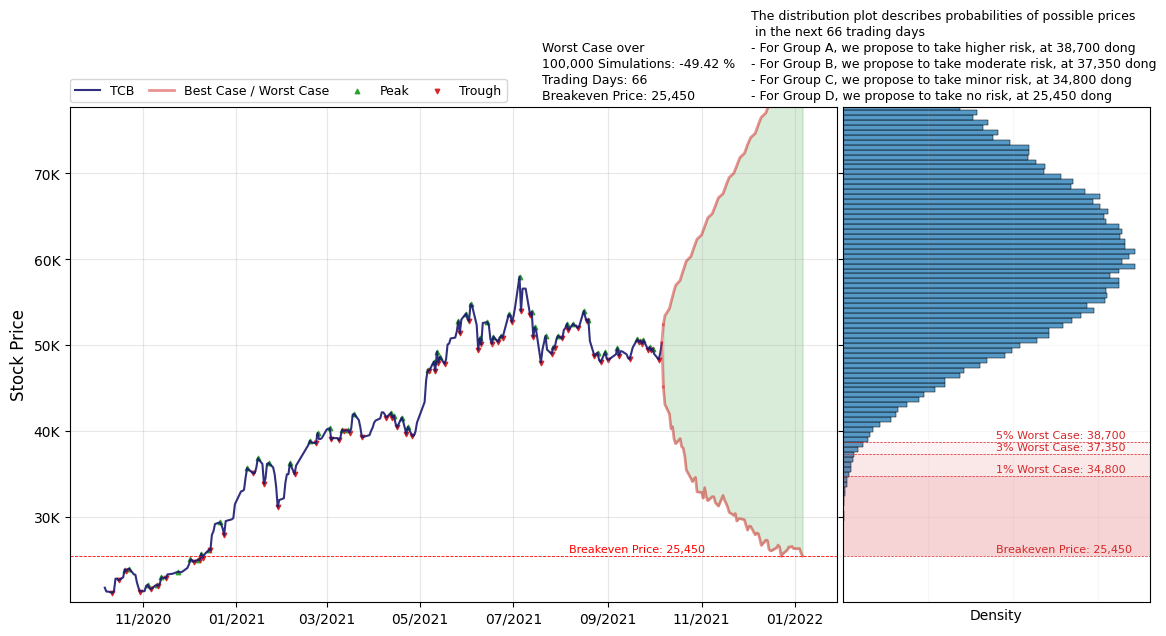 The distribution plot describes probabilities of possible prices
in the next 66 trading days
- For Group A, we propose to take higher risk, at 38,700 dong
- For Group B, we propose to take moderate risk, at 37,350 dong
- For Group C, we propose to take minor risk, at 34,800 dong
- For Group D, we propose to take no risk, at 25,450 dong
Worst Case over
100,000 Simulations: -49.42 %
Trading Days: 66
Breakeven Price: 25,450
TCB
Best Case / Worst Case
Peak
Trough
Stock Price
70K
60K
50K
40K
30K
Breakeven Price: 25,450
11/2020
01/2021
03/2021
05/2021
07/2021
09/2021
11/2021
01/2022
5% Worst Case: 38,700
3% Worst Case: 37,350
1% Worst Case: 34,800
Breakeven Price: 25,450
Density